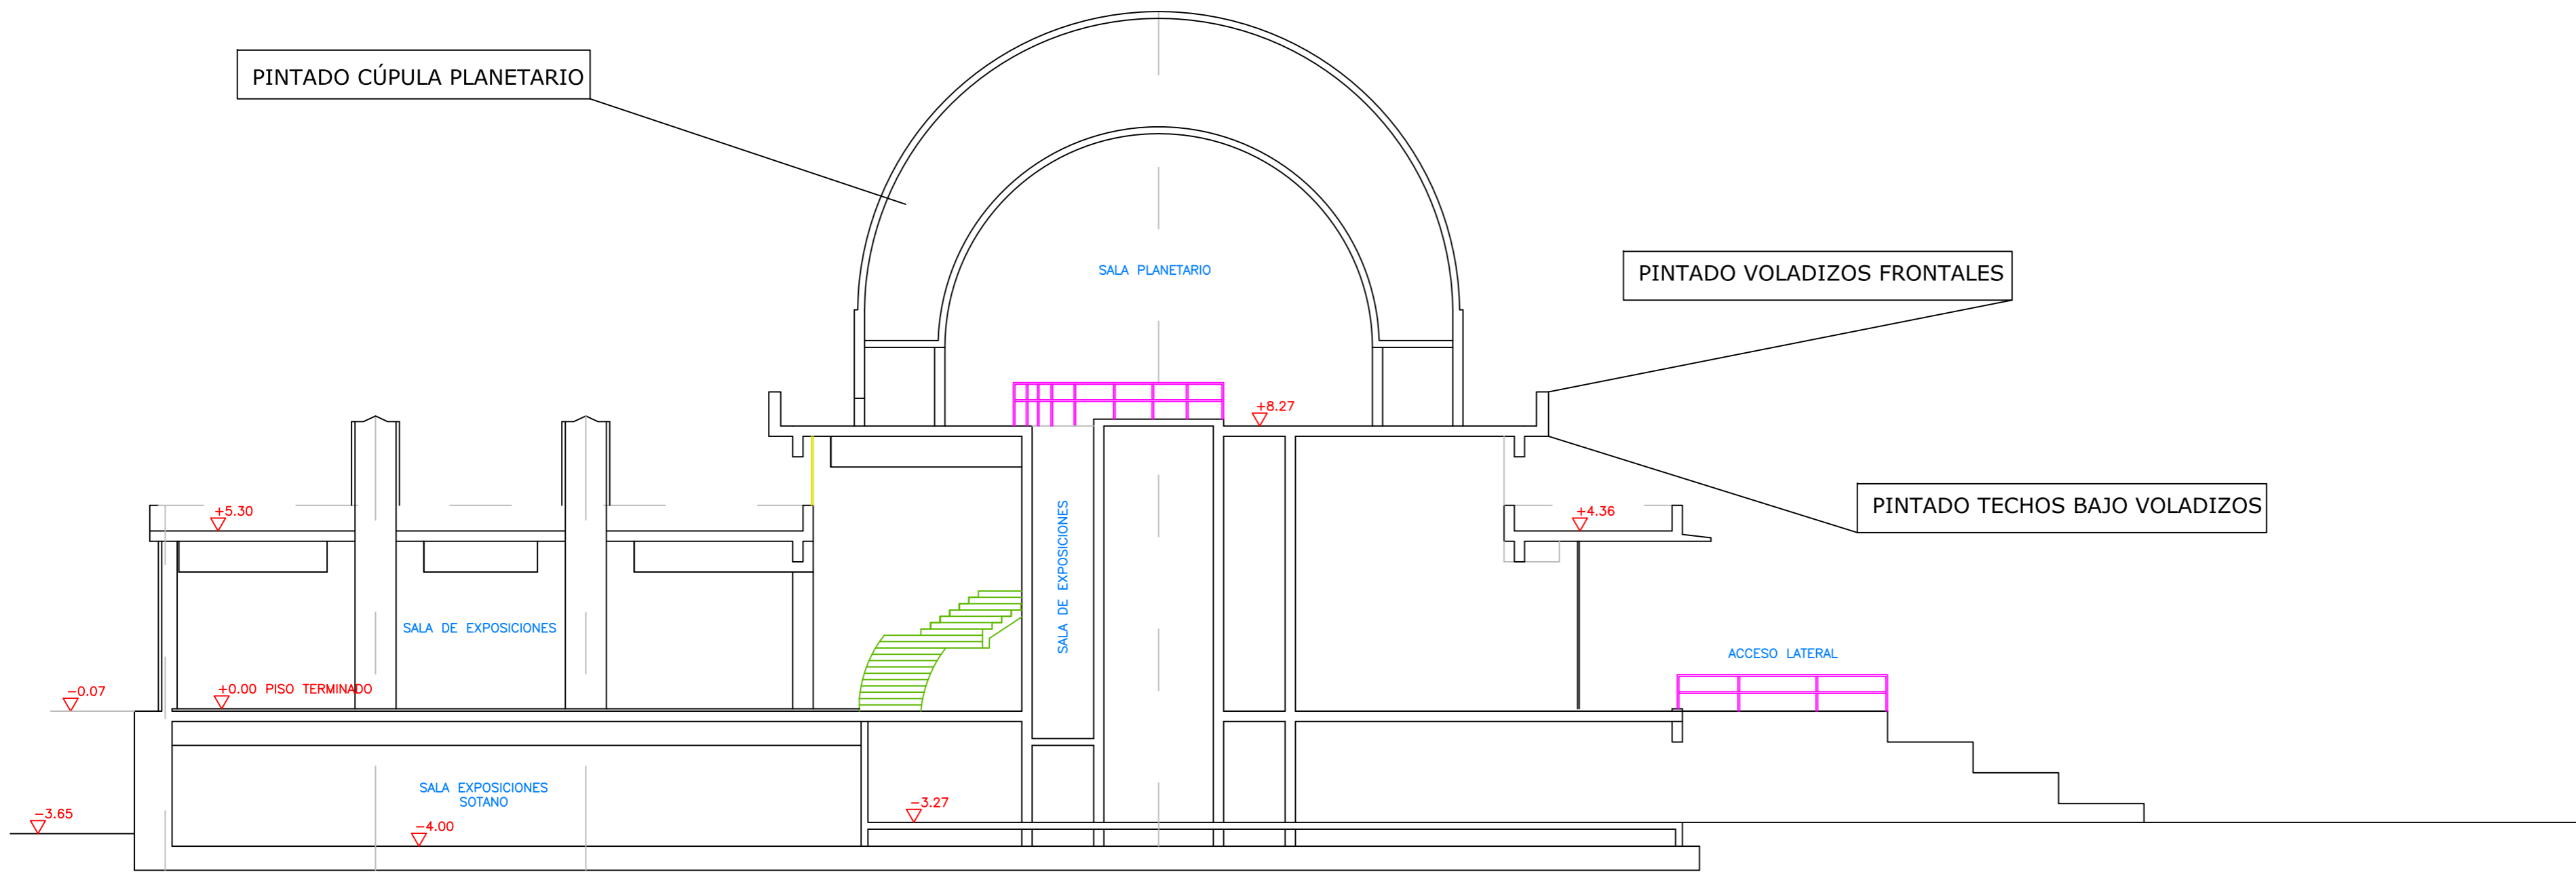 PINTADO CÚPULA PLANETARIO
SALA PLANETARIO
PINTADO VOLADIZOS FRONTALES
+8.27
PINTADO TECHOS BAJO VOLADIZOS
+5.30
+4.36
SALA DE EXPOSICIONES
SALA DE EXPOSICIONES
ACCESO LATERAL
-0.07
+0.00 PISO TERMINADO
SALA EXPOSICIONES
SOTANO
-3.27
-3.65
-4.00